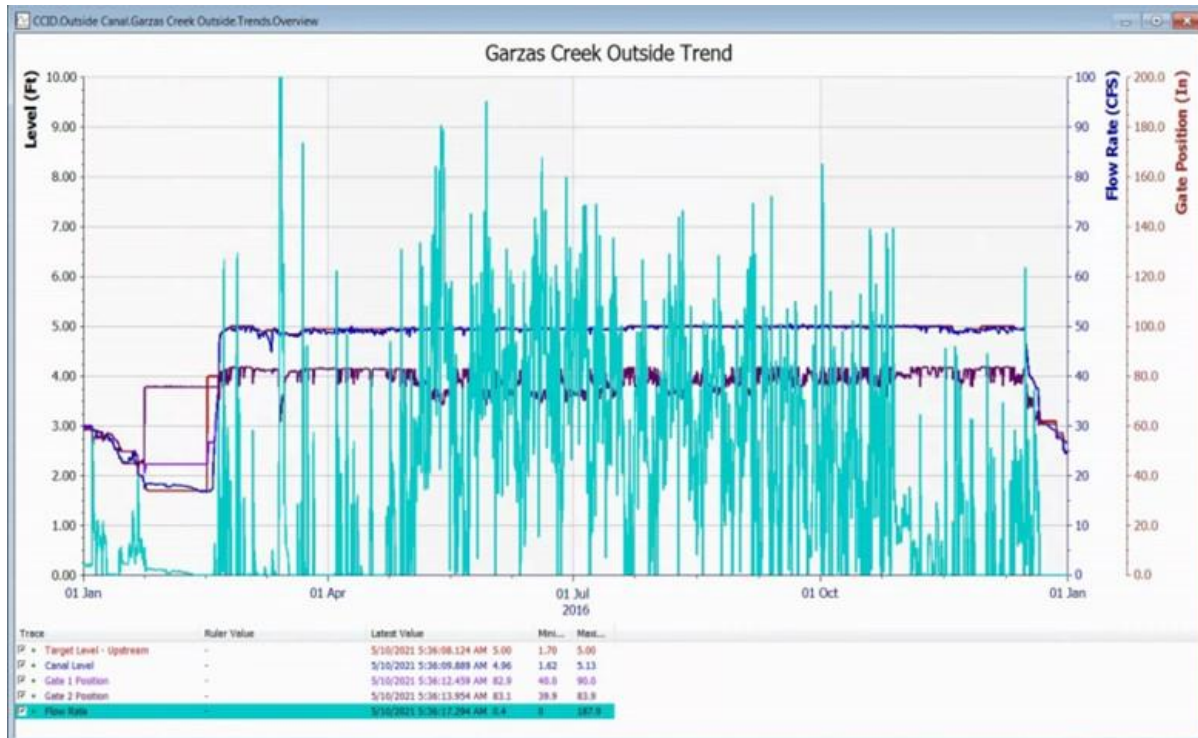 CCID.Outside Canal.Garzas Creek Outside.Trends.Overview
Garzas Creek Outside Trend
Level (Ft)
Flow Rate (CFS)
Gate Position (In)
10.00 100 200.0
9.00 90 180.0
8.00 80 160.0
7.00 70 140.0
6.00 60 120.0
5.00 50 100.0
4.00 40 80.0
3.00 30 60.0
2.00 20 40.0
1.00 10 20.0
0.00 0 0.0
01 Jan 01 Apr 01 Jul 01 Oct 01 Jan
2016
Trace Ruler Value Latest Value Mini... Maxi...
Target Level - Upstream - 5/10/2021 5:36:08.124 AM 5.00 1.70 5.00
Canal Level - 5/10/2021 5:36:09.889 AM 4.96 1.62 5.13
Gate 1 Position - 5/10/2021 5:36:12.459 AM 82.9 40.0 90.0
Gate 2 Position - 5/10/2021 5:36:13.954 AM 83.1 39.9 83.9
Flow Rate - 5/10/2021 5:36:17.294 AM 0.4 0 187.9